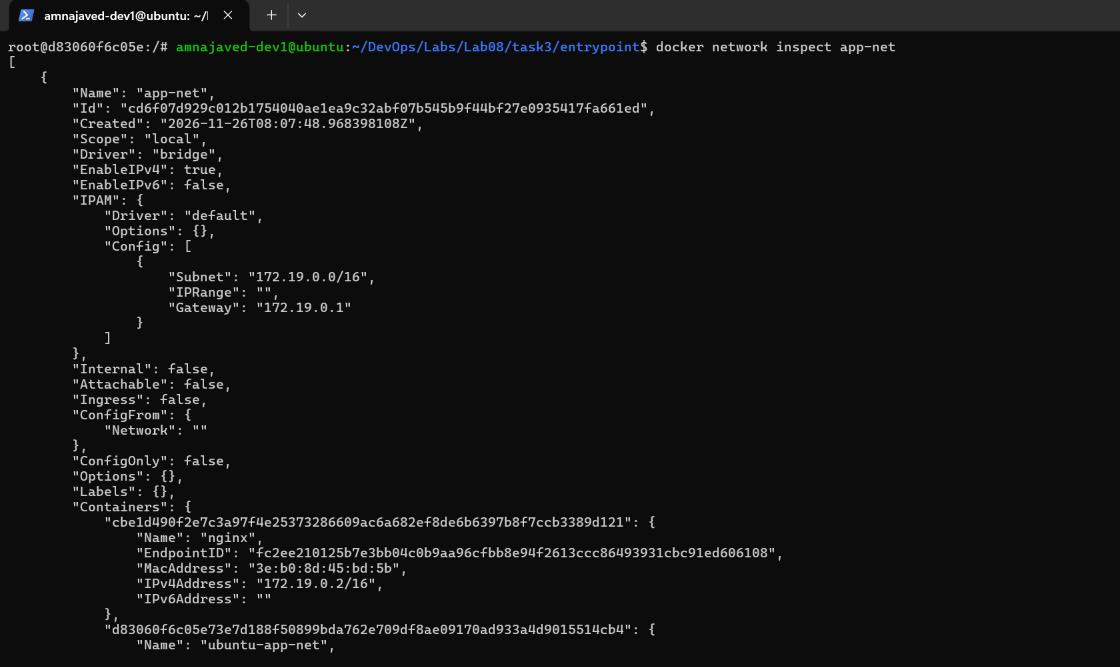 amnajaved-dev1@ubuntu: ~/l
root@d83060f6c05e:/# amnajaved-dev1@ubuntu:~/DevOps/Labs/Lab08/task3/entrypoint$ docker network inspect app-net
[
    {
        "Name": "app-net",
        "Id": "cd6f07d929c012b1754040ae1ea9c32abf07b545b9f44bf27e0935417fa661ed",
        "Created": "2026-11-26T08:07:48.968398108Z",
        "Scope": "local",
        "Driver": "bridge",
        "EnableIPv4": true,
        "EnableIPv6": false,
        "IPAM": {
            "Driver": "default",
            "Options": {},
            "Config": [
                {
                    "Subnet": "172.19.0.0/16",
                    "IPRange": "",
                    "Gateway": "172.19.0.1"
                }
            ]
        },
        "Internal": false,
        "Attachable": false,
        "Ingress": false,
        "ConfigFrom": {
            "Network": ""
        },
        "ConfigOnly": false,
        "Options": {},
        "Labels": {},
        "Containers": {
            "cbe1d490f2e7c3a97f4e25373286609ac6a682ef8de6b6397b8f7ccb3389d121": {
                "Name": "nginx",
                "EndpointID": "fc2ee210125b7e3bb04c0b9aa96cfbb8e94f2613ccc86493931cbc91ed606108",
                "MacAddress": "3e:b0:8d:45:bd:5b",
                "IPv4Address": "172.19.0.2/16",
                "IPv6Address": ""
            },
            "d83060f6c05e73e7d188f50899bda762e709df8ae09170ad933a4d9015514cb4": {
                "Name": "ubuntu-app-net",